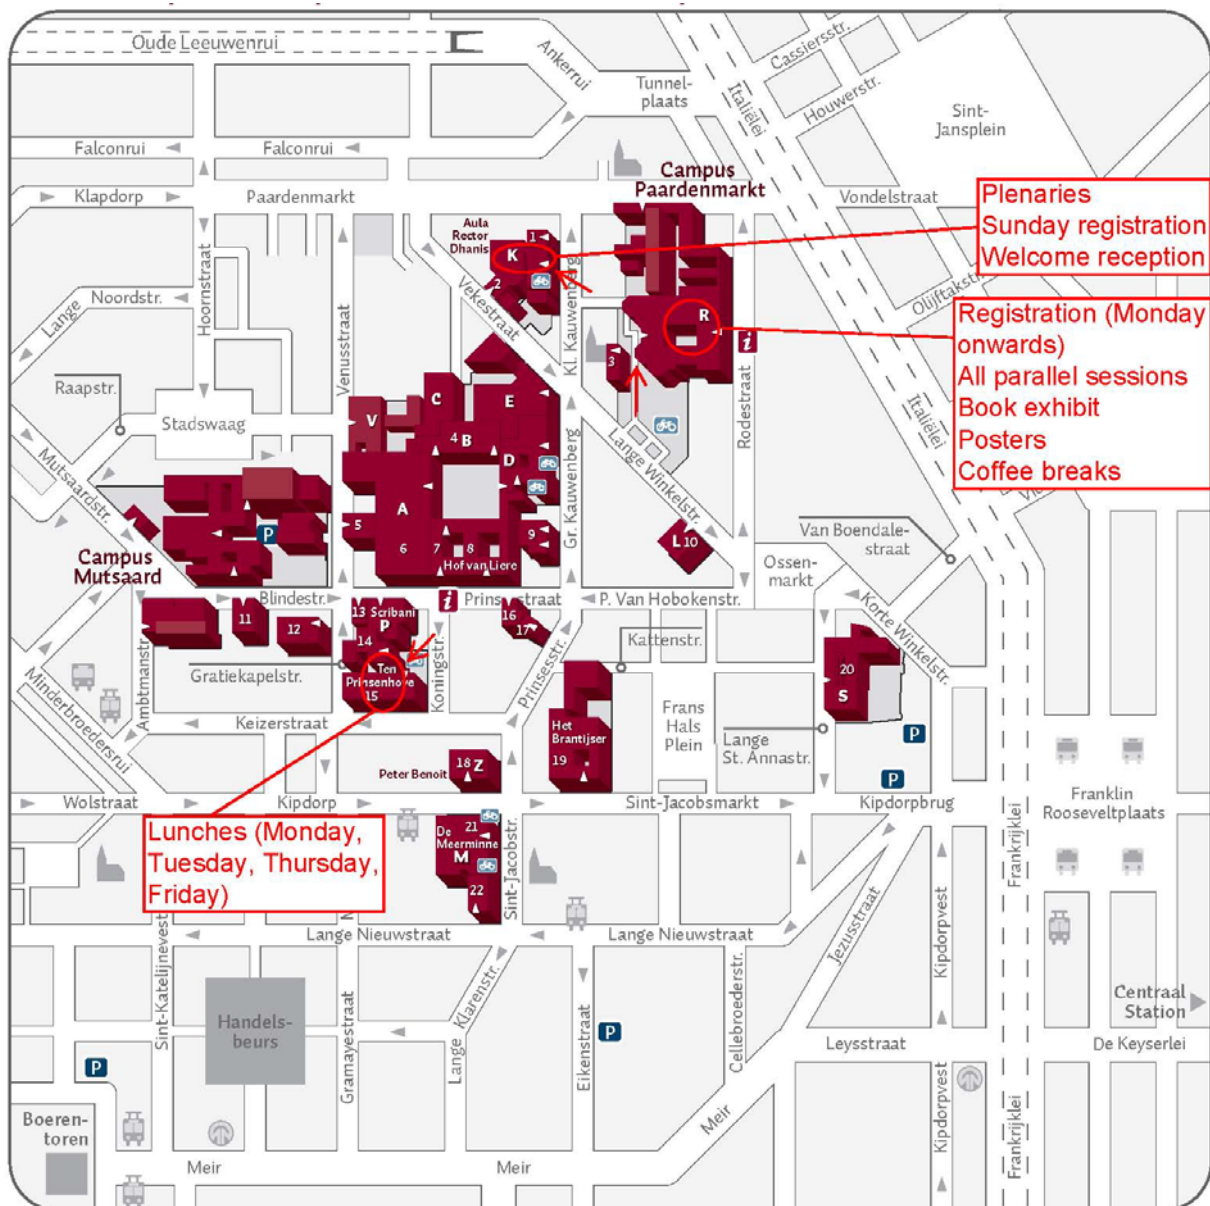 Oude Leeuwenrui
Ankerrui
Tunnel-
plaats
Cassiersstr.
Houwerstr.
Italiëlei
Sint-
Jansplein
Falconrui
Falconrui
Klapdorp
Paardenmarkt
Campus
Paardenmarkt
Vondelstraat
Plenaries
Sunday registration
Welcome reception
Aula
Rector
Dhanis
1
K
2
Kl. Kauwenberg
Vekestraat
Hoornstraat
Noordstr.
Lange
Venusstraat
R
i
3
Olijftakstr.
Registration (Monday
onwards)
All parallel sessions
Book exhibit
Posters
Coffee breaks
Raapstr.
Stadswaag
Mutsaardstr.
V
C
E
4 B
D
A
5
6
7
8
9
Hof van Liere
Gr. Kauwenberg
Lange Winkelstr.
Rodestraat
Italiëlei
L 10
Van Boendale-
straat
Ossen-
markt
Korte Winkelstr.
P
Campus
Mutsaard
Blindestr.
i
P. Van Hobokenstr.
11
12
13 Scribani
P
14
Ten
Prinsenhove
15
Koningstr.
16
17
Prinsesstr.
Kattenstr.
20
S
Gratiekapelstr.
Ambtmanstr.
Minderbroedersrui
Keizerstraat
Het
Brantijser
19
Frans
Hals
Plein
Lange
St. Annastr.
P
P
Peter Benoit
18 Z
Wolstraat
Kipdorp
Sint-Jacobsmarkt
Kipdorpbrug
Franklin
Rooseveltplaats
Lunches (Monday,
Tuesday, Thursday,
Friday)
21
De
Meerminne
M
22
Sint-Jacobstr.
Frankrijklei
Frankrijklei
Lange Nieuwstraat
Lange Nieuwstraat
Jezusstraat
Kipdorpvest
Sint-Katelijnevest
Handels-
beurs
Gramayestraat
Lange Klarenstr.
Eikenstraat
P
Cellebroederstr.
Leysstraat
Centraal
Station
De Keyserlei
P
Boeren-
toren
Meir
Meir
Meir
Kipdorpvest
Frankrijklei